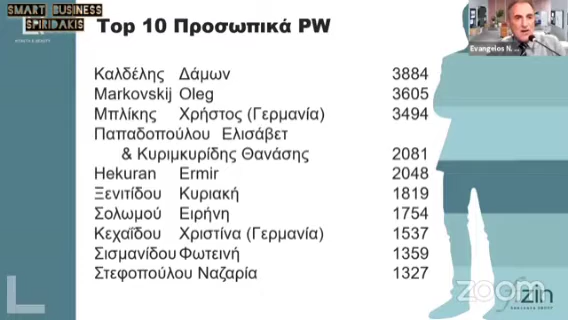 SMART BUSINESS
SPIRIDAKIS
Top 10 Προσωπικά PW
Evangelos N.
Καλδέλης Δάμων 3884
Markovskij Oleg 3605
Μπλίκης Χρήστος (Γερμανία) 3494
Παπαδοπούλου Ελισάβετ
& Κυριμκυρίδης Θανάσης 2081
Hekuran Ermir 2048
Ξενιτίδου Κυριακή 1819
Σολωμού Ειρήνη 1754
Κεχαΐδου Χριστίνα (Γερμανία) 1537
Σισμανίδου Φωτεινή 1359
Στεφοπούλου Ναζαρία 1327
zoom
zin